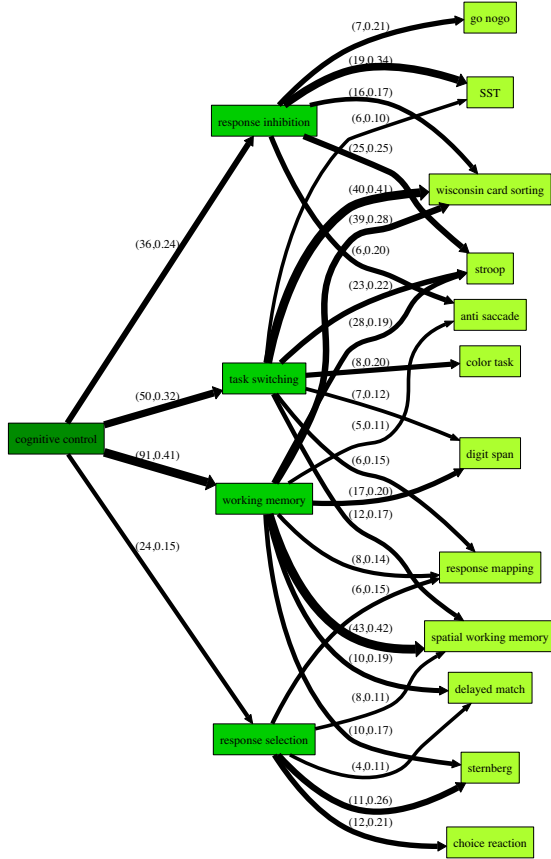 go nogo
(7,0.21)
(19,0.34)
SST
(16,0.17)
response inhibition
(6,0.10)
(25,0.25)
(40,0.41)
wisconsin card sorting
(39,0.28)
(36,0.24)
(6,0.20)
stroop
(23,0.22)
anti saccade
(28,0.19)
(8,0.20)
color task
task switching
(7,0.12)
(50,0.32)
(5,0.11)
cognitive control
digit span
(91,0.41)
(6,0.15)
working memory
(17,0.20)
(12,0.17)
(24,0.15)
(8,0.14)
response mapping
(6,0.15)
(43,0.42)
spatial working memory
(10,0.19)
delayed match
(8,0.11)
(10,0.17)
response selection
(4,0.11)
sternberg
(11,0.26)
(12,0.21)
choice reaction